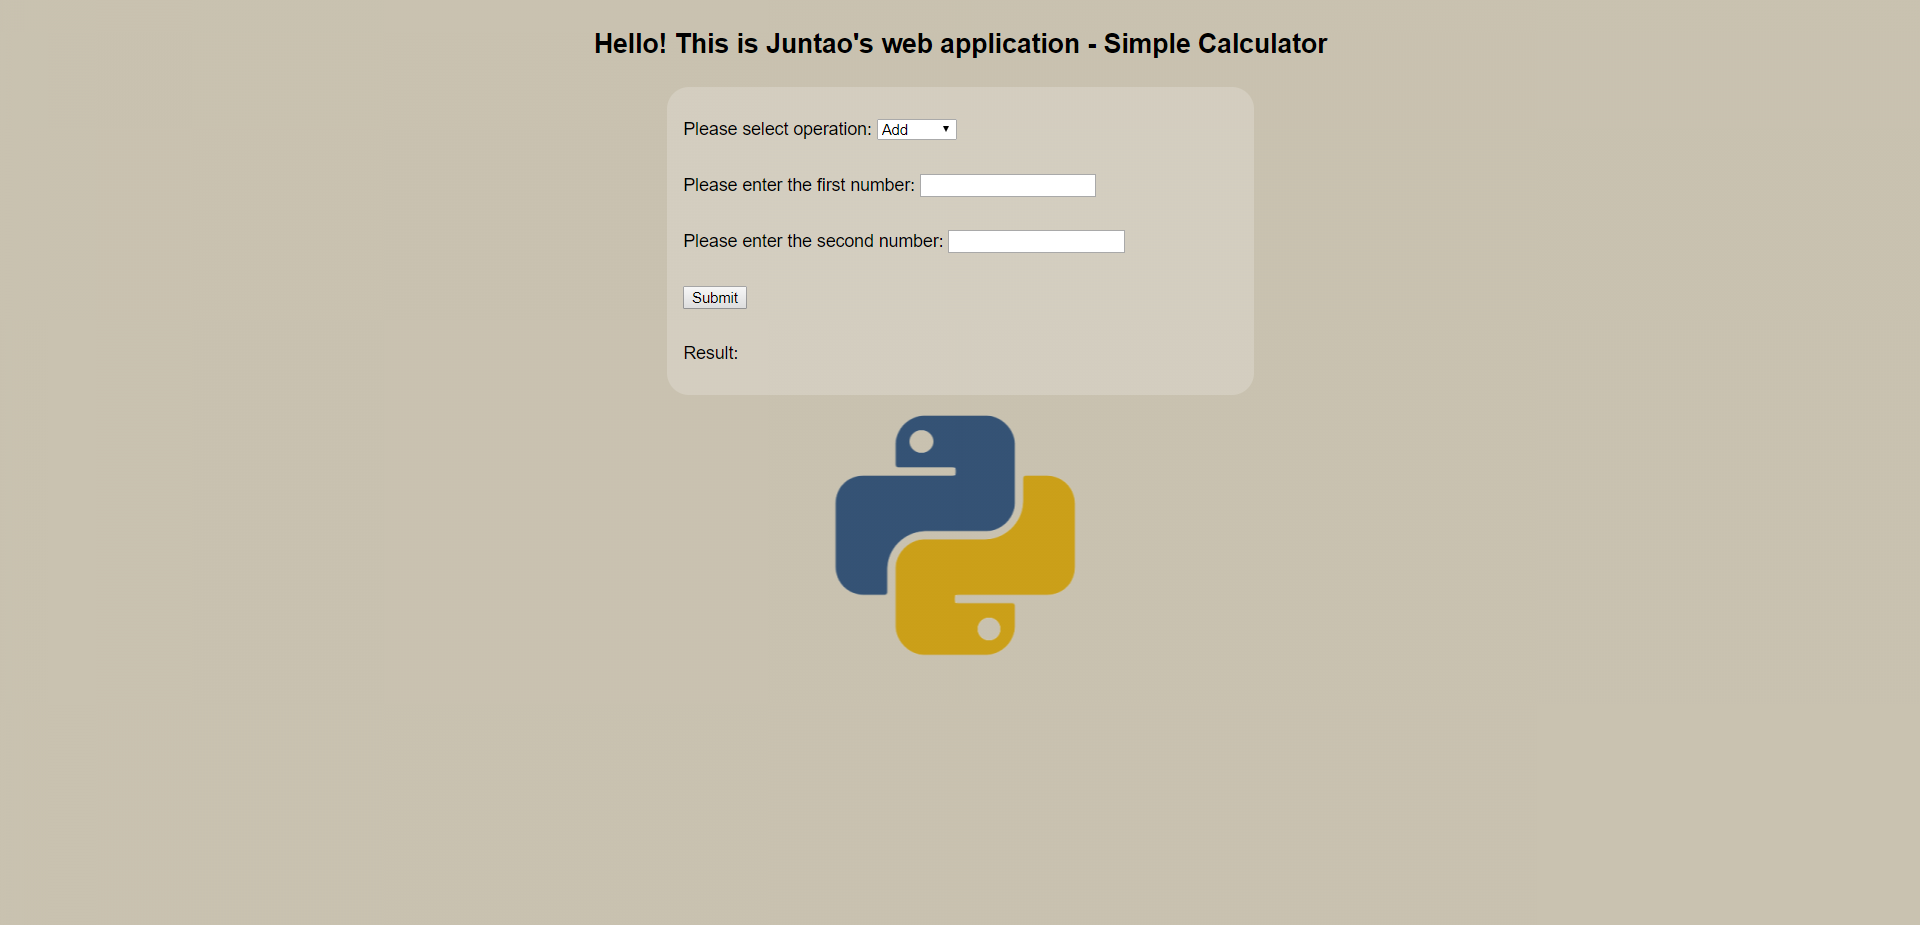 Hello! This is Juntao's web application - Simple Calculator
Please select operation: Add
Please enter the first number:
Please enter the second number:
Submit
Result: